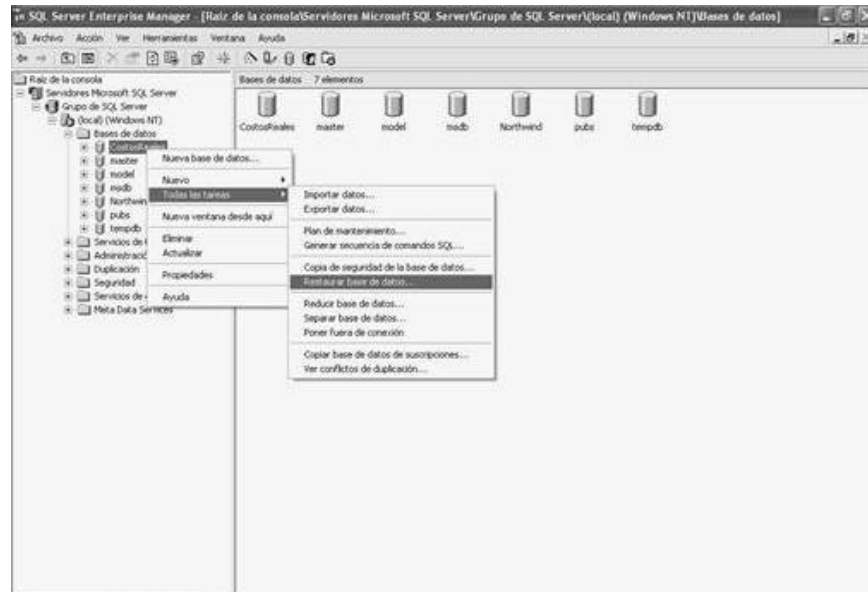 SQL Server Enterprise Manager - [Raíz de la consola\Servidores Microsoft SQL Server\Grupo de SQL Server\(local) (Windows NT)\Bases de datos]
Archivo Acción Ver Herramientas Ventana Ayuda
Raíz de la consola
Servidores Microsoft SQL Server
Grupo de SQL Server
(local) (Windows NT)
Bases de datos
CostosReales
master
model
msdb
Northwin
pubs
tempdb
Servicios de
Administraci
Duplicación
Seguridad
Servicios de
Meta Data Services
Bases de datos 7 elementos
CostosReales master model msdb Northwind pubs tempdb
Nueva base de datos...
Nuevo
Todas las tareas
Nueva ventana desde aquí
Eliminar
Actualizar
Propiedades
Ayuda
Importar datos...
Exportar datos...
Plan de mantenimiento...
Generar secuencia de comandos SQL...
Copia de seguridad de la base de datos...
Restaurar base de datos...
Reducir base de datos...
Separar base de datos...
Poner fuera de conexión
Copiar base de datos de suscripciones...
Ver conflictos de duplicación...